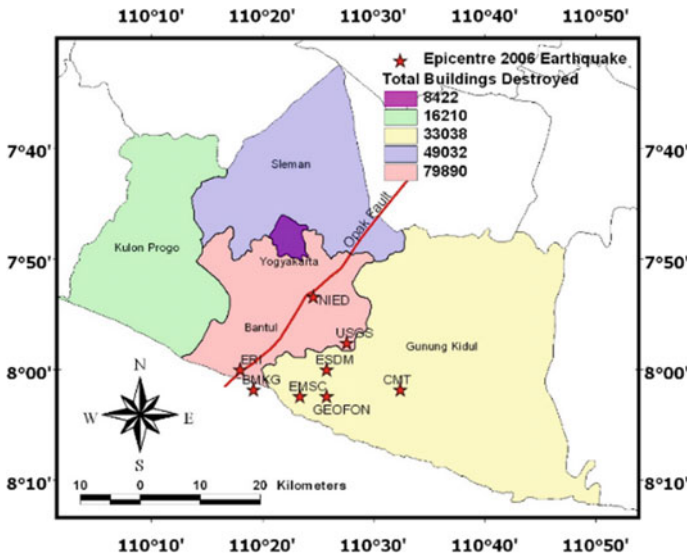 110°0' 110°10' 110°20' 110°30' 110°40' 110°50'
Epicentre 2006 Earthquake
Total Buildings Destroyed
8422
16210
33038
49032
79890
7°40' 7°40'
Sleman
Opak Fault
Kulon Progo
7°50' 7°50'
Yogyakarta
NIED
Bantul
USGS
Gunung Kidul
8°00' 8°00'
ERI
ESDM
BMKG
EMSC
CMT
GEOFON
N
W E
S
8°10' 8°10'
10 0 10 20 Kilometers
110°10' 110°20' 110°30' 110°40' 110°50'